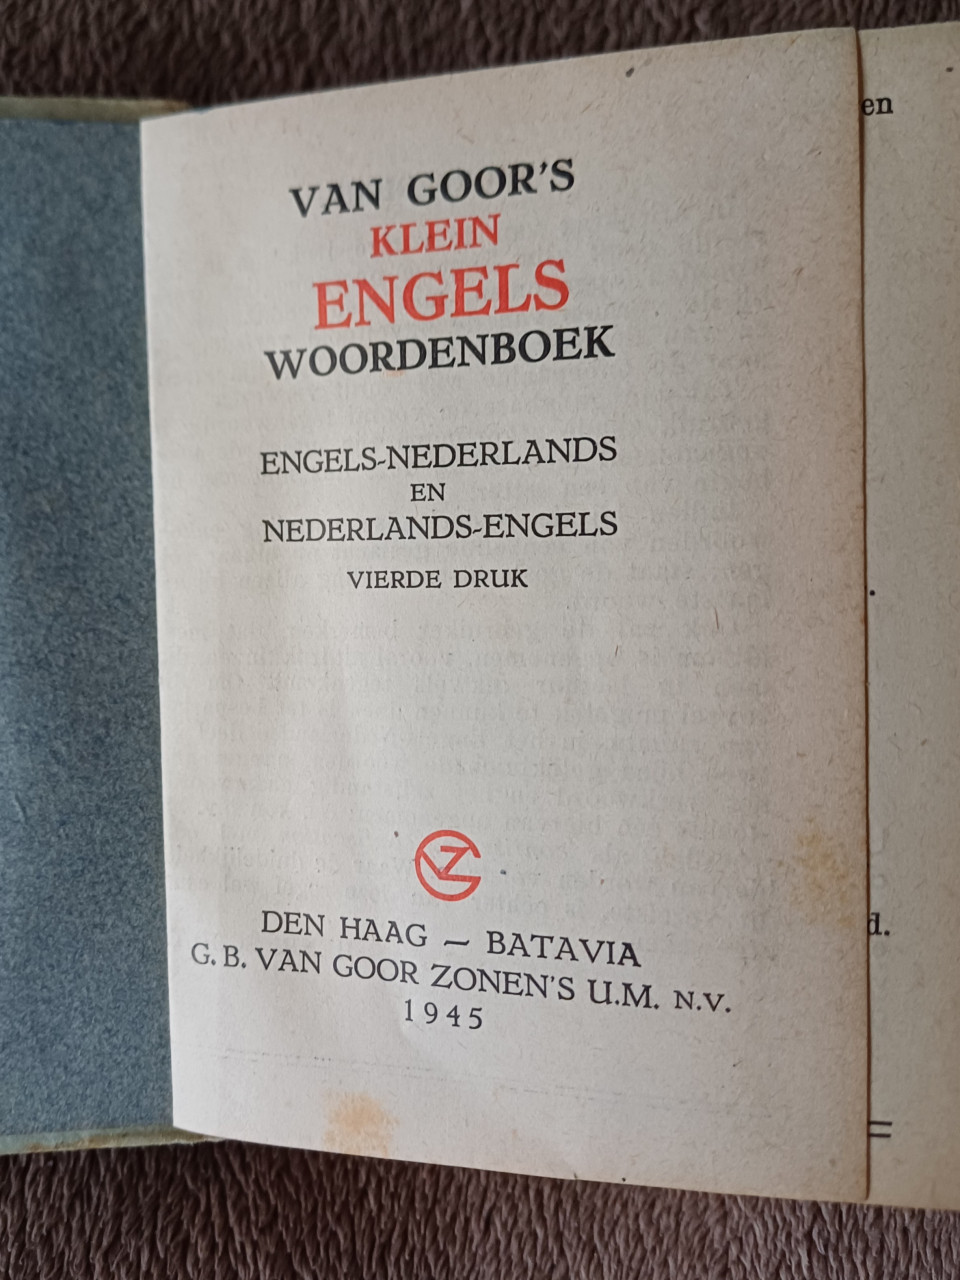 VAN GOOR'S
KLEIN
ENGELS
WOORDENBOEK
ENGELS-NEDERLANDS
EN
NEDERLANDS-ENGELS
VIERDE DRUK
DEN HAAG — BATAVIA
G. B. VAN GOOR ZONEN'S U.M. N.V.
1945
en
d.